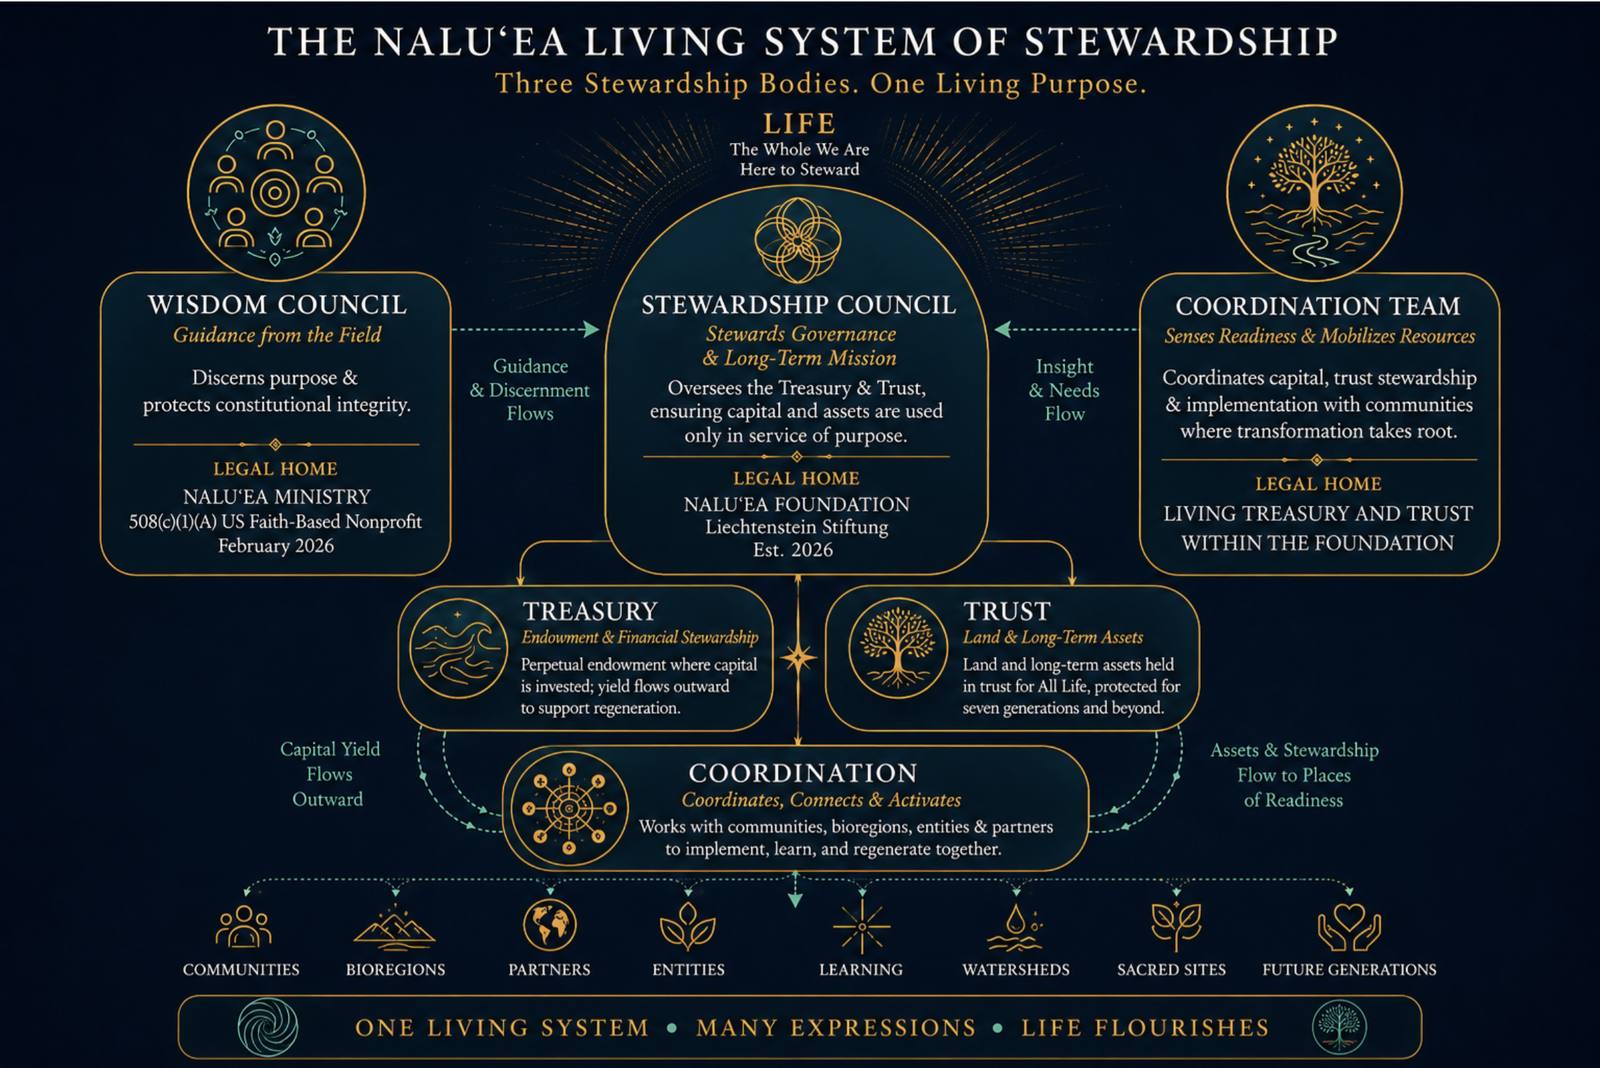 THE NALUʻEA LIVING SYSTEM OF STEWARDSHIP
Three Stewardship Bodies. One Living Purpose.
LIFE
The Whole We Are
Here to Steward
WISDOM COUNCIL
Guidance from the Field
Discerns purpose &
protects constitutional integrity.
LEGAL HOME
NALUʻEA MINISTRY
508(c)(1)(A) US Faith-Based Nonprofit
February 2026
Guidance
& Discernment
Flows
STEWARDSHIP COUNCIL
Stewards Governance
& Long-Term Mission
Oversees the Treasury & Trust,
ensuring capital and assets are used
only in service of purpose.
LEGAL HOME
NALUʻEA FOUNDATION
Liechtenstein Stiftung
Est. 2026
Insight
& Needs
Flow
COORDINATION TEAM
Senses Readiness & Mobilizes Resources
Coordinates capital, trust stewardship
& implementation with communities
where transformation takes root.
LEGAL HOME
LIVING TREASURY AND TRUST
WITHIN THE FOUNDATION
TREASURY
Endowment & Financial Stewardship
Perpetual endowment where capital
is invested; yield flows outward
to support regeneration.
TRUST
Land & Long-Term Assets
Land and long-term assets held
in trust for All Life, protected for
seven generations and beyond.
Capital Yield
Flows
Outward
COORDINATION
Coordinates, Connects & Activates
Works with communities, bioregions, entities & partners
to implement, learn, and regenerate together.
Assets & Stewardship
Flow to Places
of Readiness
COMMUNITIES
BIOREGIONS
PARTNERS
ENTITIES
LEARNING
WATERSHEDS
SACRED SITES
FUTURE GENERATIONS
ONE LIVING SYSTEM • MANY EXPRESSIONS • LIFE FLOURISHES